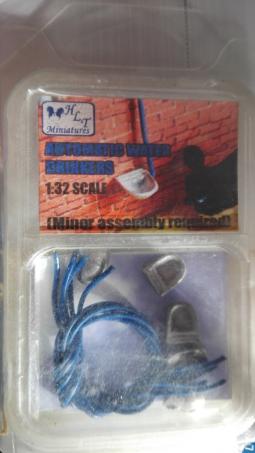 HLT
Miniatures
AUTOMATIC WATER
DRINKERS
1:32 SCALE
(Minor assembly required)